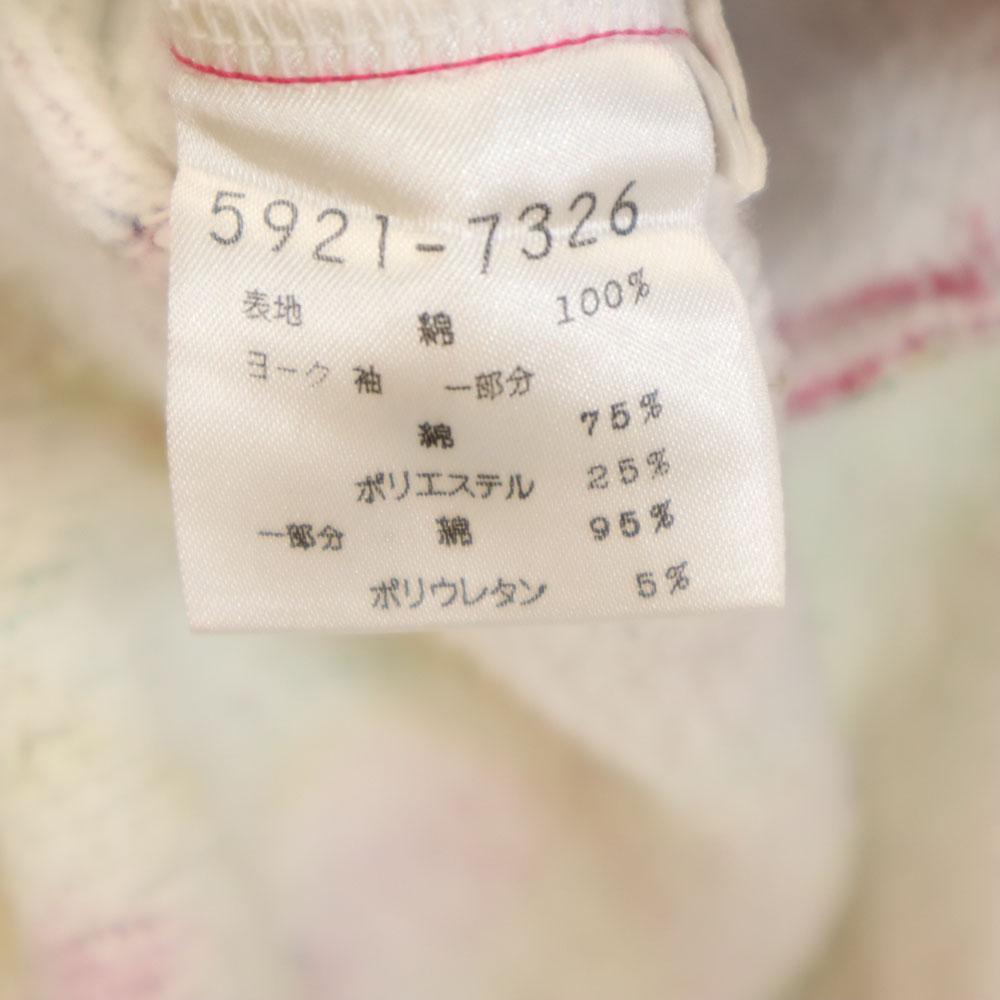 5921-7326
表地 綿 100%
ヨーク 袖 一部分
綿 75%
ポリエステル 25%
一部分 綿 95%
ポリウレタン 5%